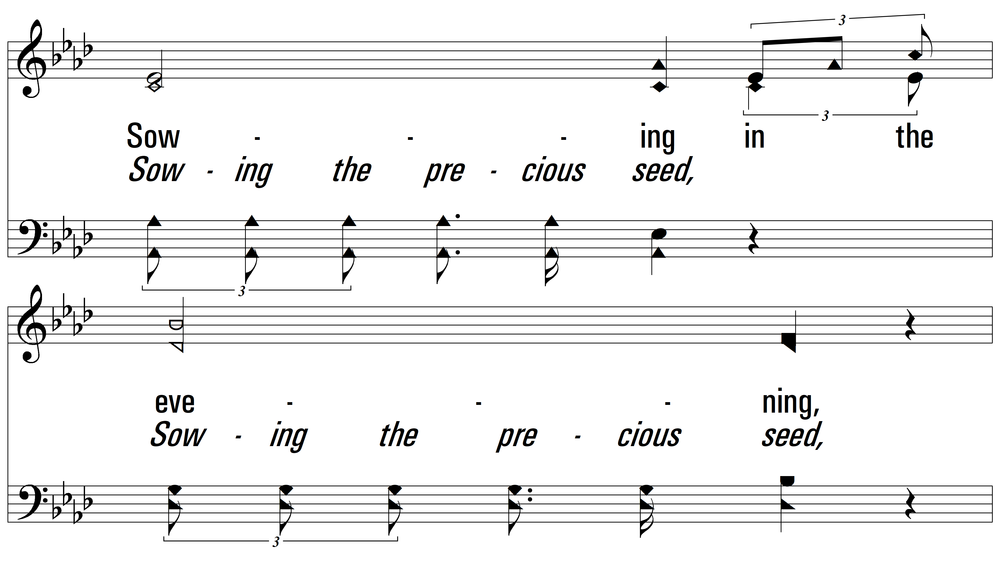 3
Sow - - - ing in the
3
Sow - ing the pre - cious seed,
3
eve - - - ning,
Sow - ing the pre - cious seed,
3